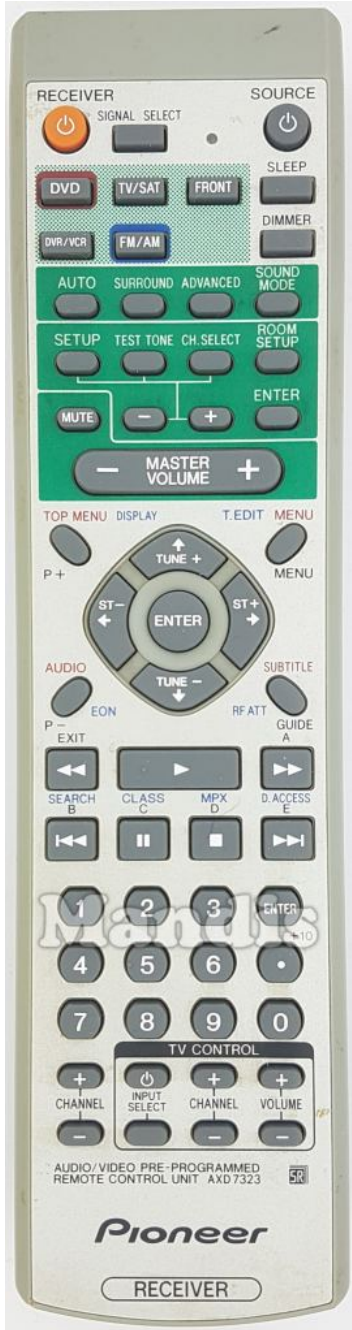 RECEIVER SOURCE
SIGNAL SELECT
SLEEP
DVD TV/SAT FRONT
DIMMER
DVR/VCR FM/AM
AUTO SURROUND ADVANCED SOUND MODE
SETUP TEST TONE CH.SELECT ROOM SETUP
ENTER
MUTE - +
- MASTER VOLUME +
TOP MENU DISPLAY T.EDIT MENU
TUNE +
P+ MENU
ST- ENTER ST+
TUNE -
AUDIO SUBTITLE
EON RF ATT
P- GUIDE
EXIT A
SEARCH CLASS MPX D.ACCESS
B C D E
1 2 3 ENTER
Mandis
+10
4 5 6 •
7 8 9 0
TV CONTROL
+ + +
CHANNEL INPUT SELECT CHANNEL VOLUME
- - -
AUDIO/VIDEO PRE-PROGRAMMED
REMOTE CONTROL UNIT AXD7323 SR
Pioneer
RECEIVER